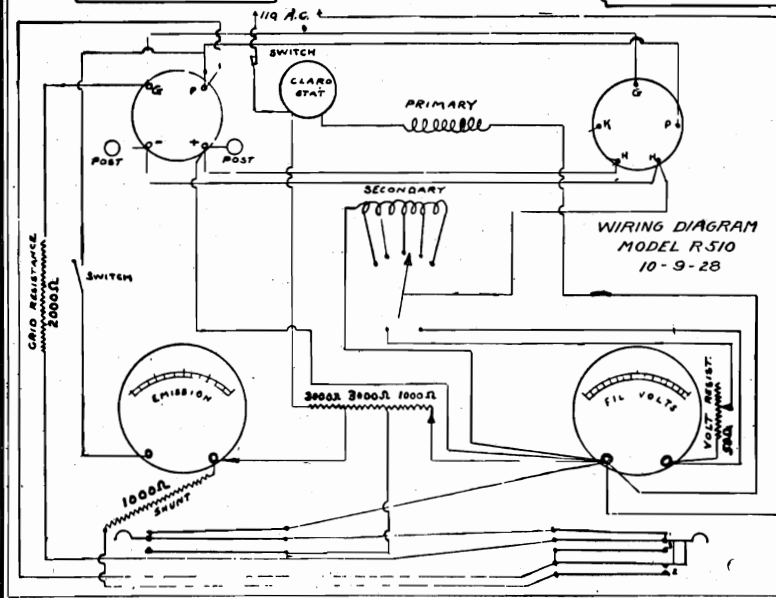 110 A.C.
SWITCH
CLARO
STAT
PRIMARY
G
P
G
K
P
H
K
-
+
POST
POST
SECONDARY
WIRING DIAGRAM
MODEL R510
10-9-28
GRID RESISTANCE
2000Ω
SWITCH
EMISSION
3000Ω 3000Ω 1000Ω
FIL VOLTS
VOLT RESIST.
1000Ω
SHUNT